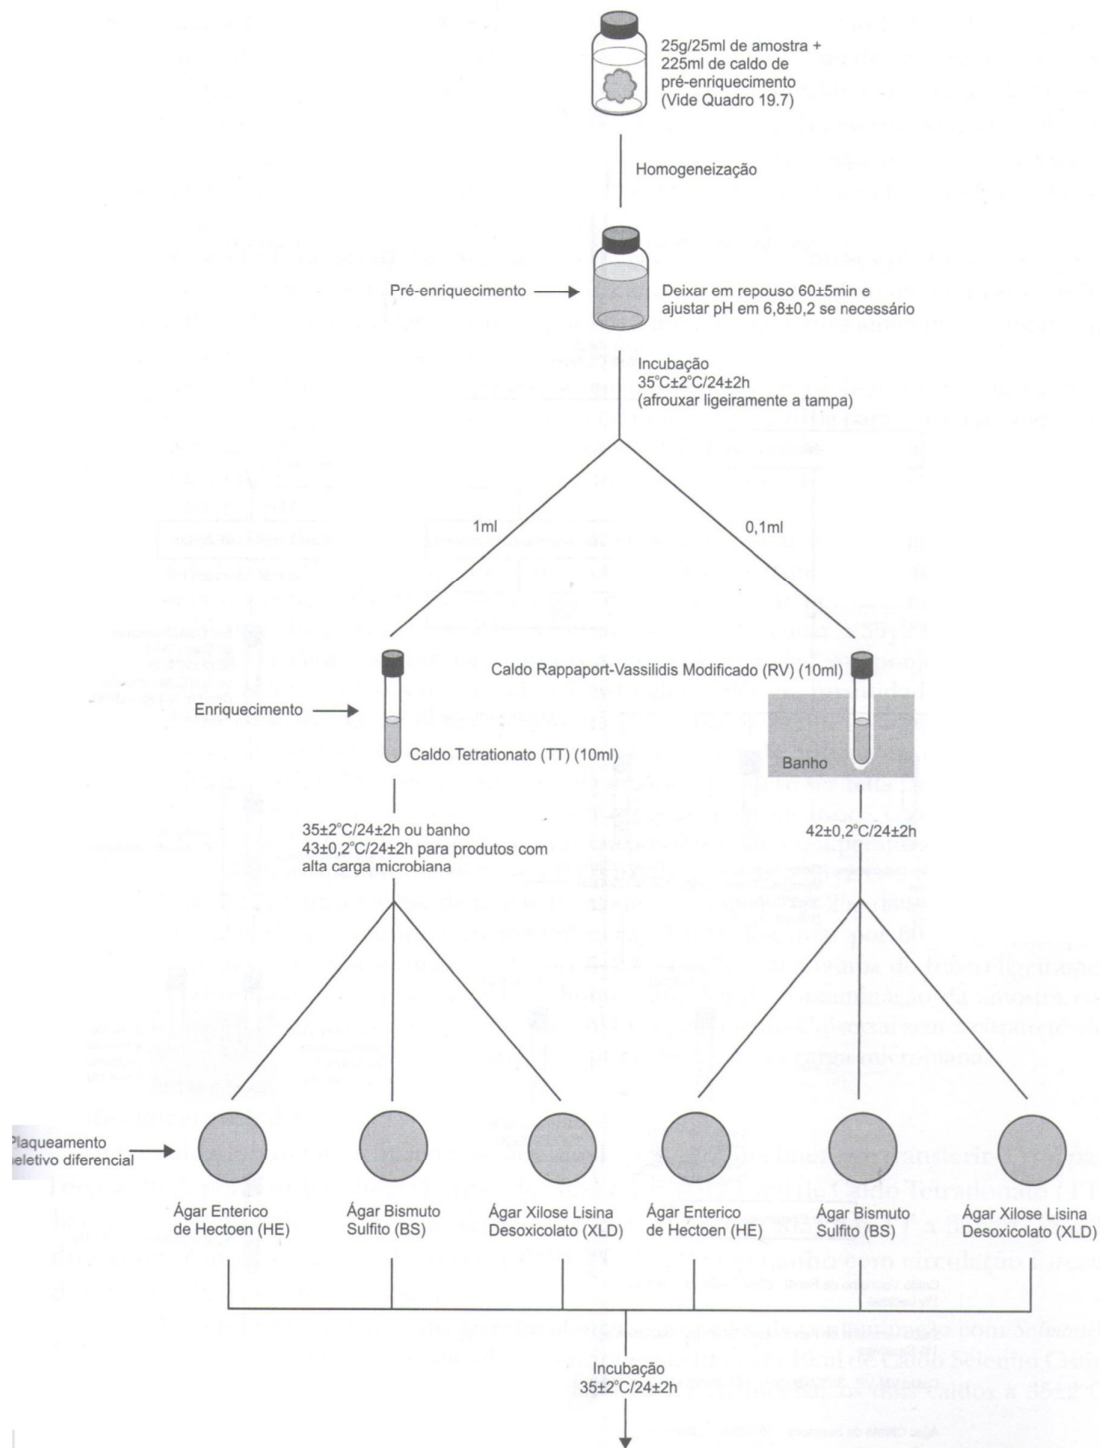 25g/25ml de amostra +
225ml de caldo de
pré-enriquecimento
(Vide Quadro 19.7)
Homogeneização
Pré-enriquecimento
Deixar em repouso 60±5min e
ajustar pH em 6,8±0,2 se necessário
Incubação
35°C±2°C/24±2h
(afrouxar ligeiramente a tampa)
1ml
0,1ml
Caldo Rappaport-Vassilidis Modificado (RV) (10ml)
Enriquecimento
Caldo Tetrationato (TT) (10ml)
Banho
35±2°C/24±2h ou banho
43±0,2°C/24±2h para produtos com
alta carga microbiana
42±0,2°C/24±2h
Plaqueamento
seletivo diferencial
Ágar Enterico
de Hectoen (HE)
Ágar Bismuto
Sulfito (BS)
Ágar Xilose Lisina
Desoxicolato (XLD)
Ágar Enterico
de Hectoen (HE)
Ágar Bismuto
Sulfito (BS)
Ágar Xilose Lisina
Desoxicolato (XLD)
Incubação
35±2°C/24±2h